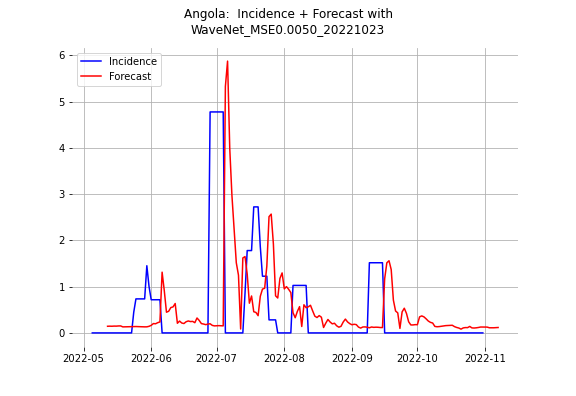 Angola:  Incidence + Forecast with
WaveNet_MSE0.0050_20221023
Incidence
Forecast
6
5
4
3
2
1
0
2022-05 2022-06 2022-07 2022-08 2022-09 2022-10 2022-11